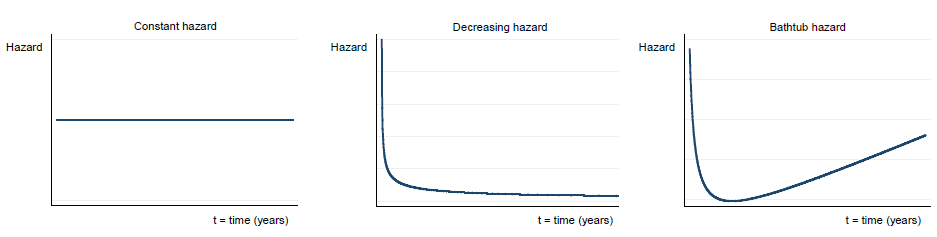 Constant hazard
Hazard
t = time (years)
Decreasing hazard
Hazard
t = time (years)
Bathtub hazard
Hazard
t = time (years)